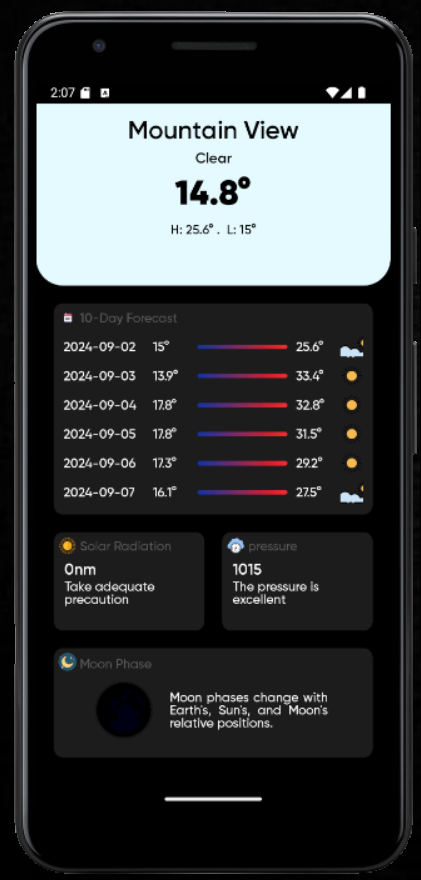 2:07
Mountain View
Clear
14.8°
H: 25.6° . L: 15°
10-Day Forecast
2024-09-02 15° 25.6°
2024-09-03 13.9° 33.4°
2024-09-04 17.8° 32.8°
2024-09-05 17.8° 31.5°
2024-09-06 17.3° 29.2°
2024-09-07 16.1° 27.5°
Solar Radiation
0nm
Take adequate
precaution
pressure
1015
The pressure is
excellent
Moon Phase
Moon phases change with
Earth's, Sun's, and Moon's
relative positions.